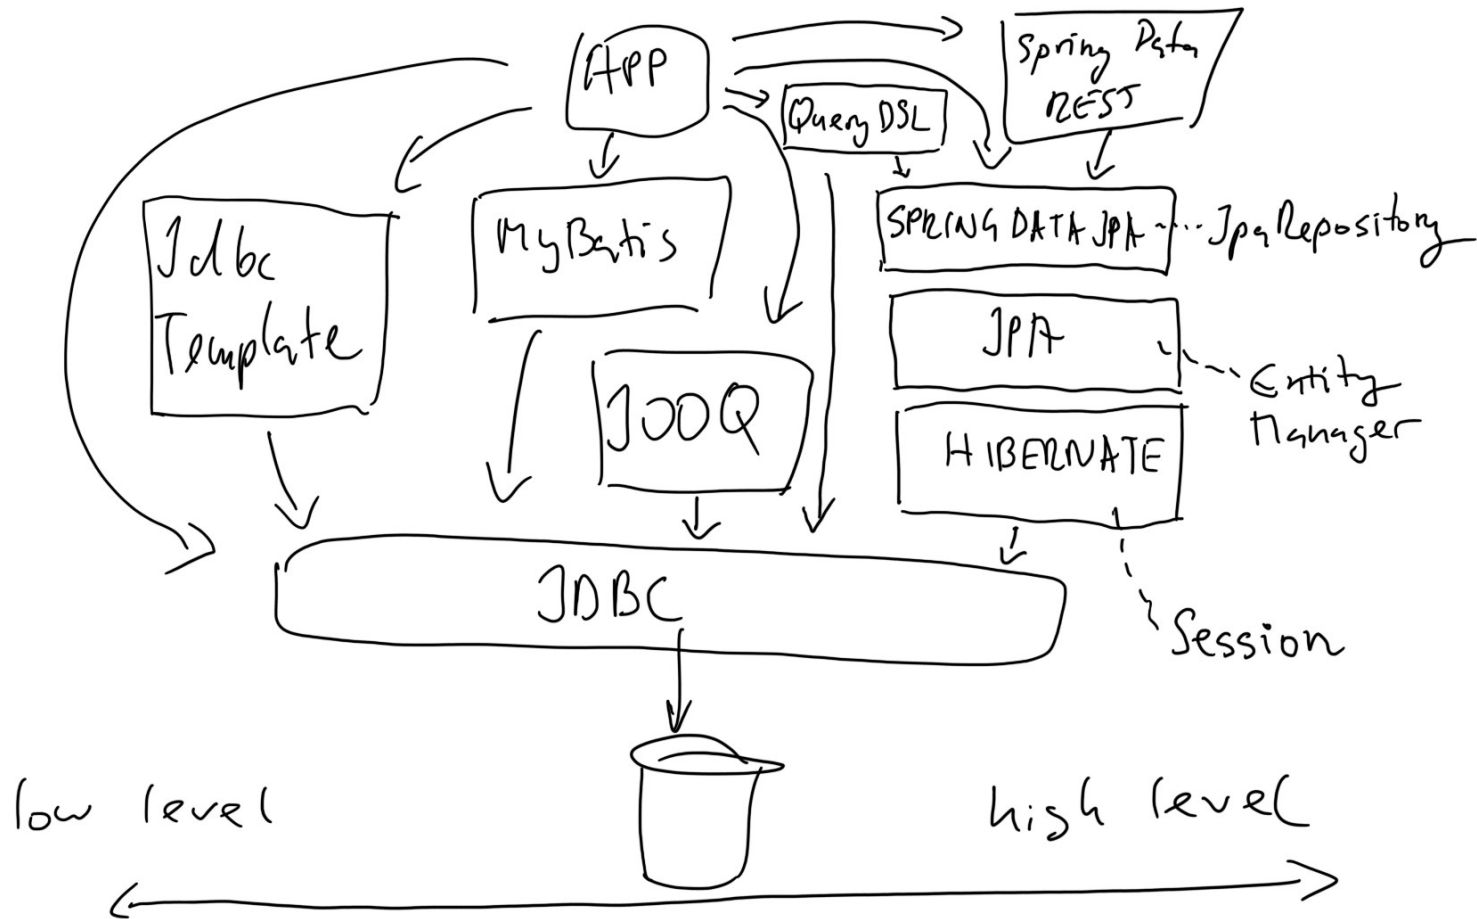 APP
Spring Data
REST
Query DSL
Jdbc
Template
MyBatis
SPRING DATA JPA
JpaRepository
JPA
Entity
Manager
JOOQ
HIBERNATE
JDBC
Session
low level
high level